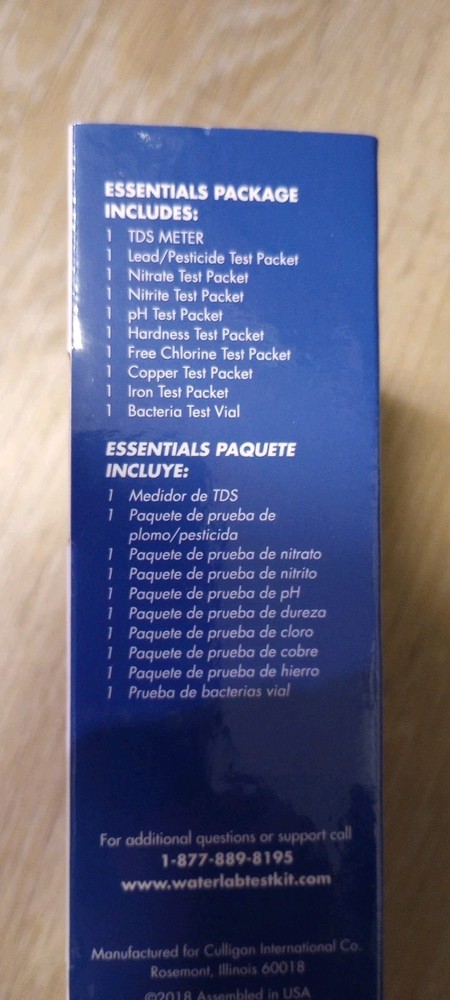 ESSENTIALS PACKAGE
INCLUDES:
1 TDS METER
1 Lead/Pesticide Test Packet
1 Nitrate Test Packet
1 Nitrite Test Packet
1 pH Test Packet
1 Hardness Test Packet
1 Free Chlorine Test Packet
1 Copper Test Packet
1 Iron Test Packet
1 Bacteria Test Vial
ESSENTIALS PAQUETE
INCLUYE:
1 Medidor de TDS
1 Paquete de prueba de
plomo/pesticida
1 Paquete de prueba de nitrato
1 Paquete de prueba de nitrito
1 Paquete de prueba de pH
1 Paquete de prueba de dureza
1 Paquete de prueba de cloro
1 Paquete de prueba de cobre
1 Paquete de prueba de hierro
1 Prueba de bacterias vial
For additional questions or support call
1-877-889-8195
www.waterlabtestkit.com
Manufactured for Culligan International Co.
Rosemont, Illinois 60018
©2018 Assembled in USA